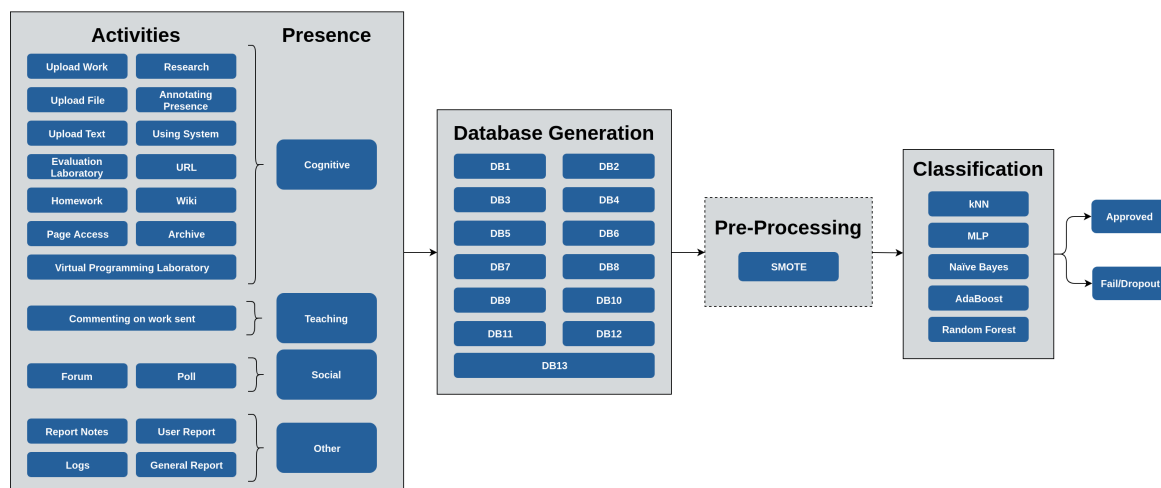 Activities
Presence
Upload Work
Research
Upload File
Annotating
Presence
Upload Text
Using System
Evaluation
Laboratory
URL
Homework
Wiki
Page Access
Archive
Virtual Programming Laboratory
Cognitive
Commenting on work sent
Teaching
Forum
Poll
Social
Report Notes
User Report
Logs
General Report
Other
Database Generation
DB1
DB2
DB3
DB4
DB5
DB6
DB7
DB8
DB9
DB10
DB11
DB12
DB13
Pre-Processing
SMOTE
Classification
kNN
MLP
Naïve Bayes
AdaBoost
Random Forest
Approved
Fail/Dropout